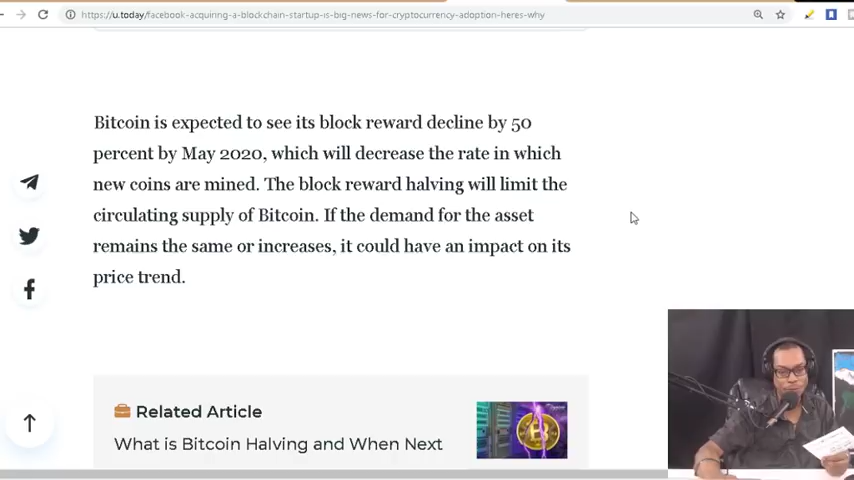 https://u.today/facebook-acquirng-a-blockchain-startup-is-big-news-for-cryptocurrency-adoption-heres-why
Bitcoin is expected to see its block reward decline by 50
percent by May 2020, which will decrease the rate in which
new coins are mined. The block reward halving will limit the
circulating supply of Bitcoin. If the demand for the asset
remains the same or increases, it could have an impact on its
price trend.
Related Article
What is Bitcoin Halving and When Next